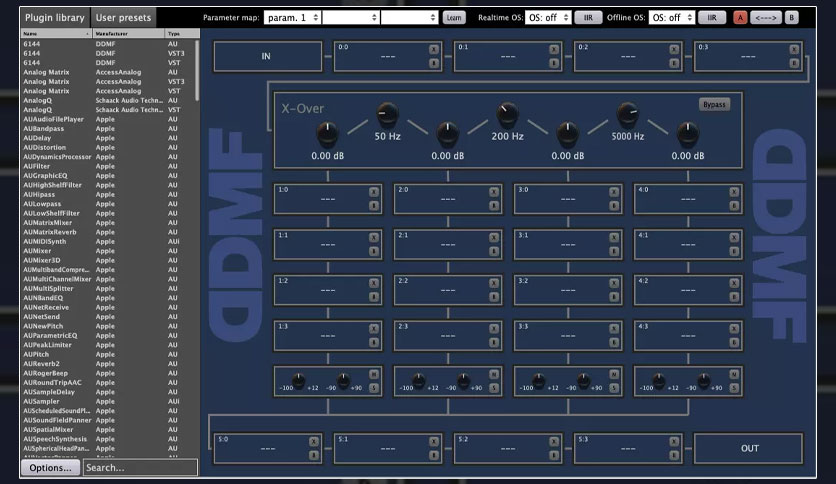 Plugin library User presets Parameter map: param. 1 Learn Realtime OS: OS: off IIR Offline OS: OS: off IIR A <---> B
Name Manufacturer Type
6144 DDMF AU
6144 DDMF VST3
6144 DDMF VST
Analog Matrix AccessAnalog AU
Analog Matrix AccessAnalog VST3
Analog Matrix AccessAnalog VST
AnalogQ Schaack Audio Techn... AU
AnalogQ Schaack Audio Techn... VST
AUAudioFilePlayer Apple AU
AUBandpass Apple AU
AUDelay Apple AU
AUDistortion Apple AU
AUDynamicsProcessor Apple AU
AUFilter Apple AU
AUGraphicEQ Apple AU
AUHighShelfFilter Apple AU
AUHipass Apple AU
AULowpass Apple AU
AULowShelfFilter Apple AU
AUMatrixMixer Apple AU
AUMatrixReverb Apple AU
AUMIDISynth Apple AUi
AUMixer Apple AU
AUMixer3D Apple AU
AUMultibandCompre... Apple AU
AUMultiChannelMixer Apple AU
AUMultiSplitter Apple AU
AUNBandEQ Apple AU
AUNetReceive Apple AU
AUNetSend Apple AU
AUNewPitch Apple AU
AUParametricEQ Apple AU
AUPeakLimiter Apple AU
AUPitch Apple AU
AUReverb2 Apple AU
AURogerBeep Apple AU
AURoundTripAAC Apple AU
AUSampleDelay Apple AU
AUSampler Apple AUi
AUScheduledSoundPl... Apple AU
AUSoundFieldPanner Apple AU
AUSpatialMixer Apple AU
AUSpeechSynthesis Apple AU
AUSphericalHeadPan... Apple AU
Options... Search...
IN 0:0 --- X B 0:1 --- X B 0:2 --- X B 0:3 --- X B
X-Over Bypass
50 Hz 200 Hz 5000 Hz
0.00 dB 0.00 dB 0.00 dB 0.00 dB
DDMF
DDMF
1:0 --- X B 2:0 --- X B 3:0 --- X B 4:0 --- X B
1:1 --- X B 2:1 --- X B 3:1 --- X B 4:1 --- X B
1:2 --- X B 2:2 --- X B 3:2 --- X B 4:2 --- X B
1:3 --- X B 2:3 --- X B 3:3 --- X B 4:3 --- X B
-100 +12 -90 +90 M S -100 +12 -90 +90 M S -100 +12 -90 +90 M S -100 +12 -90 +90 M S
5:0 --- X B 5:1 --- X B 5:2 --- X B 5:3 --- X B OUT